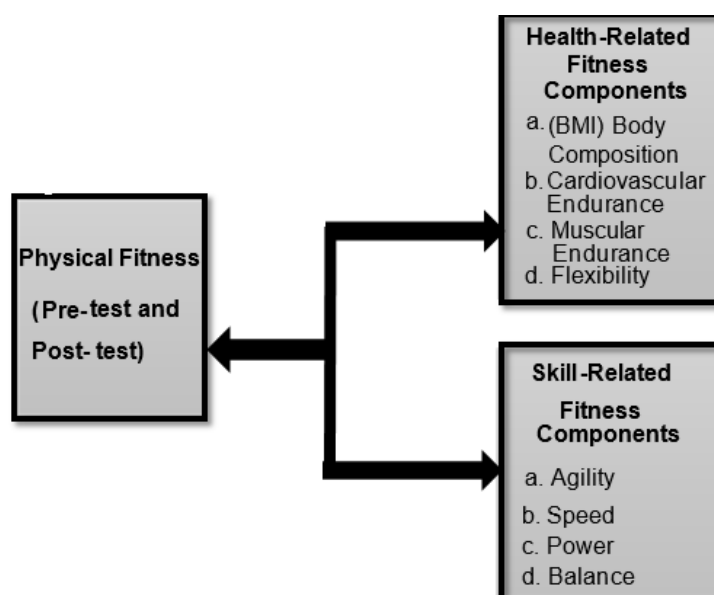 Physical Fitness
(Pre-test and
Post- test)
Health-Related
Fitness
Components
a. (BMI) Body
Composition
b. Cardiovascular
Endurance
c. Muscular
Endurance
d. Flexibility
Skill-Related
Fitness
Components
a. Agility
b. Speed
c. Power
d. Balance